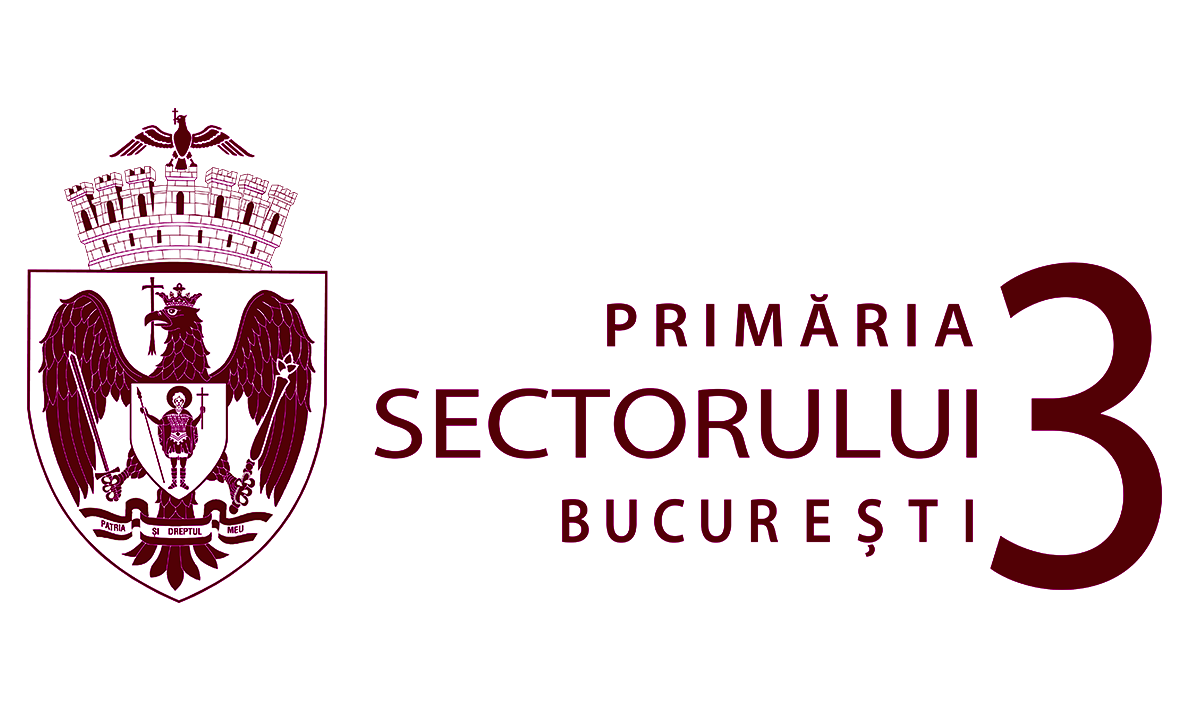 PATRIA ȘI DREPTUL MEU
PRIMĂRIA
SECTORULUI 3
BUCUREȘTI